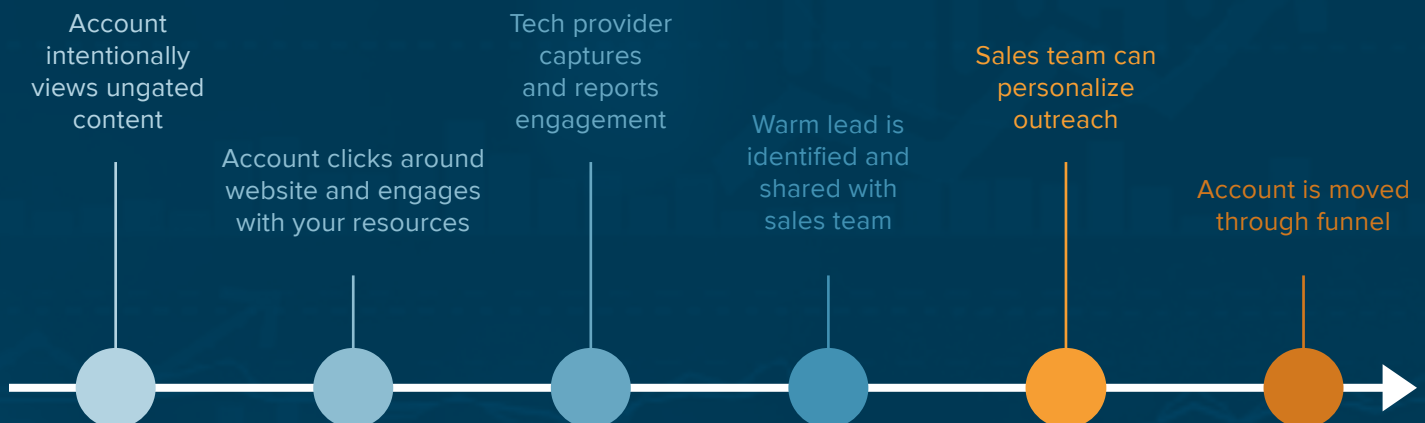 Account
intentionally
views ungated
content
Account clicks around
website and engages
with your resources
Tech provider
captures
and reports
engagement
Warm lead is
identified and
shared with
sales team
Sales team can
personalize
outreach
Account is moved
through funnel